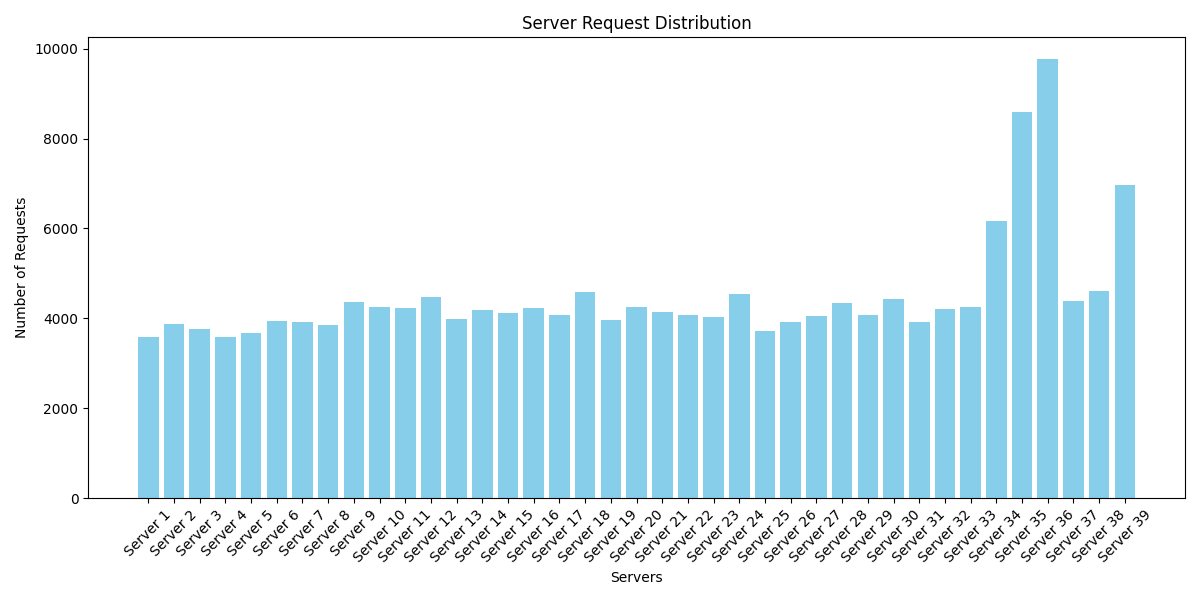 Server Request Distribution
Number of Requests
10000
8000
6000
4000
2000
0
Server 1
Server 2
Server 3
Server 4
Server 5
Server 6
Server 7
Server 8
Server 9
Server 10
Server 11
Server 12
Server 13
Server 14
Server 15
Server 16
Server 17
Server 18
Server 19
Server 20
Server 21
Server 22
Server 23
Server 24
Server 25
Server 26
Server 27
Server 28
Server 29
Server 30
Server 31
Server 32
Server 33
Server 34
Server 35
Server 36
Server 37
Server 38
Server 39
Servers